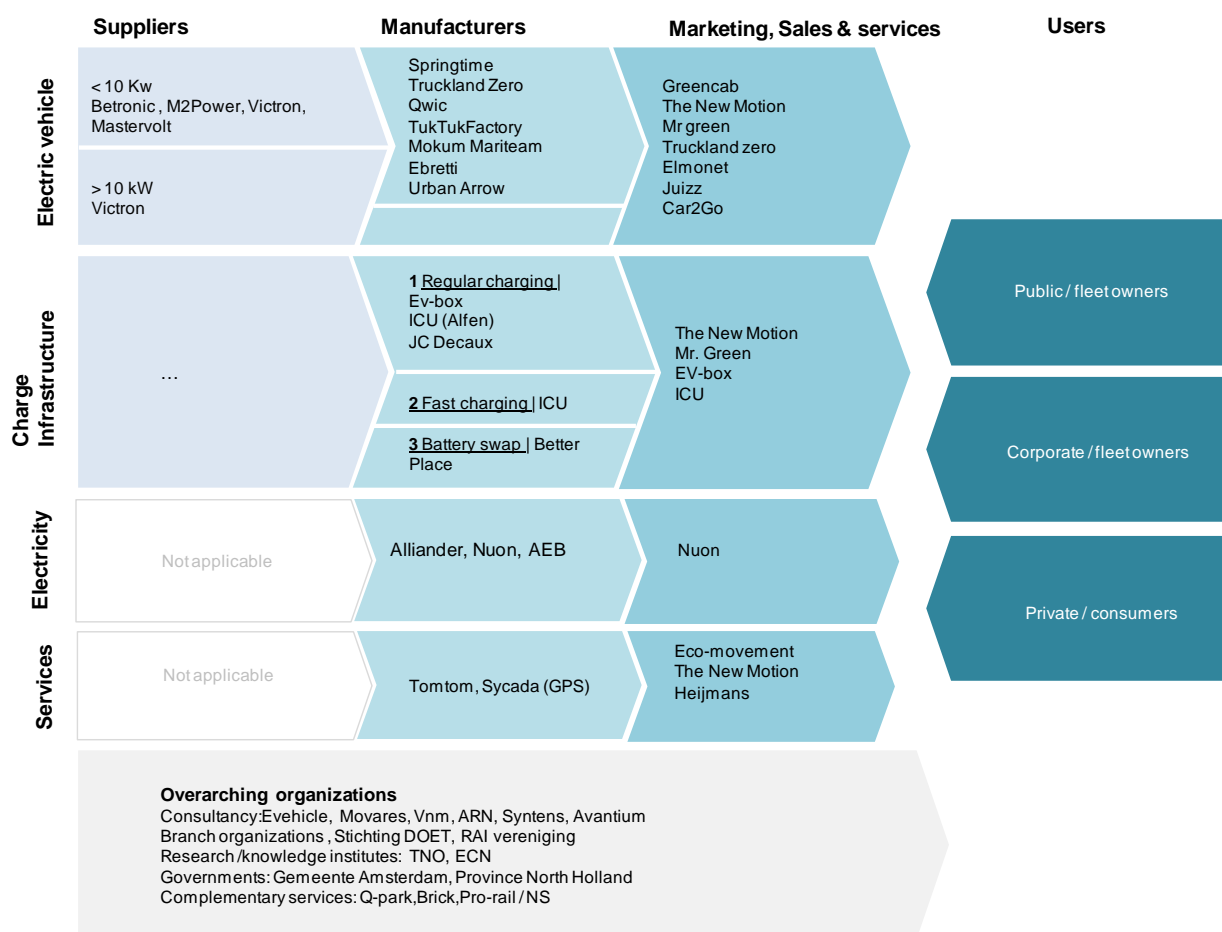 Suppliers
Manufacturers
Marketing, Sales & services
Users
Electric vehicle
< 10 Kw
Betronic , M2Power, Victron,
Mastervolt
> 10 kW
Victron
Springtime
Truckland Zero
Qwic
TukTukFactory
Mokum Mariteam
Ebretti
Urban Arrow
Greencab
The New Motion
Mr green
Truckland zero
Elmonet
Juizz
Car2Go
Charge
Infrastructure
...
1 Regular charging |
Ev-box
ICU (Alfen)
JC Decaux
2 Fast charging | ICU
3 Battery swap | Better
Place
The New Motion
Mr. Green
EV-box
ICU
Electricity
Not applicable
Alliander, Nuon, AEB
Nuon
Services
Not applicable
Tomtom, Sycada (GPS)
Eco-movement
The New Motion
Heijmans
Public / fleet owners
Corporate / fleet owners
Private / consumers
Overarching organizations
Consultancy: Evehicle, Movares, Vnm, ARN, Syntens, Avantium
Branch organizations , Stichting DOET, RAI vereniging
Research /knowledge institutes: TNO, ECN
Governments: Gemeente Amsterdam, Province North Holland
Complementary services: Q-park,Brick,Pro-rail / NS